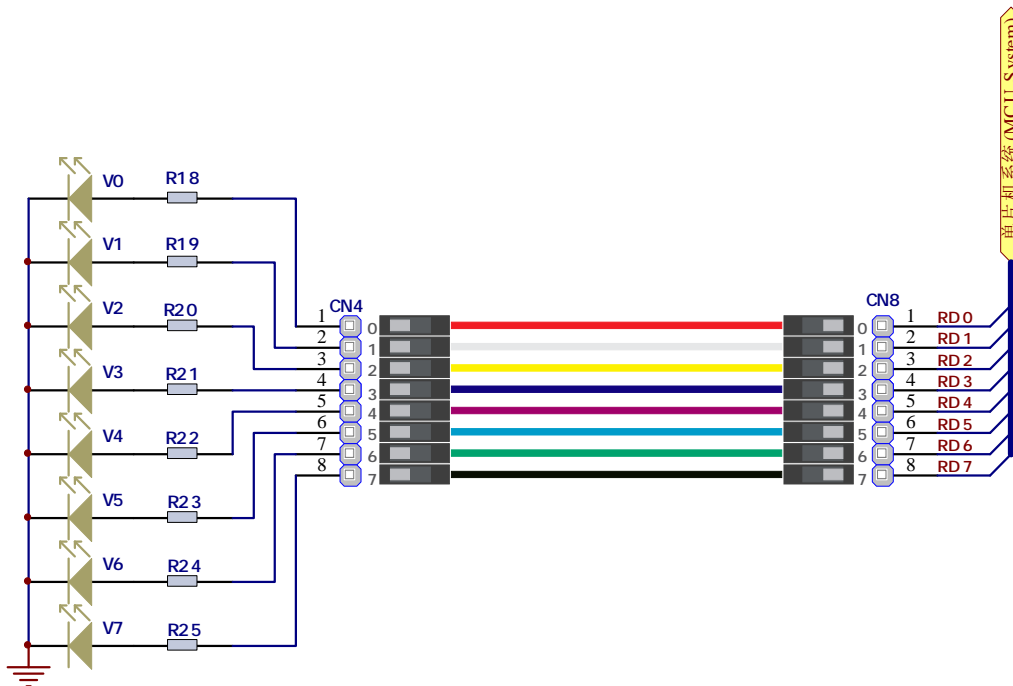 单片机系统 (MCU System)
V0 R18
V1 R19
V2 R20
V3 R21
V4 R22
V5 R23
V6 R24
V7 R25
CN4
1 0
2 1
3 2
4 3
5 4
6 5
7 6
8 7
CN8
0 1 RD0
1 2 RD1
2 3 RD2
3 4 RD3
4 5 RD4
5 6 RD5
6 7 RD6
7 8 RD7